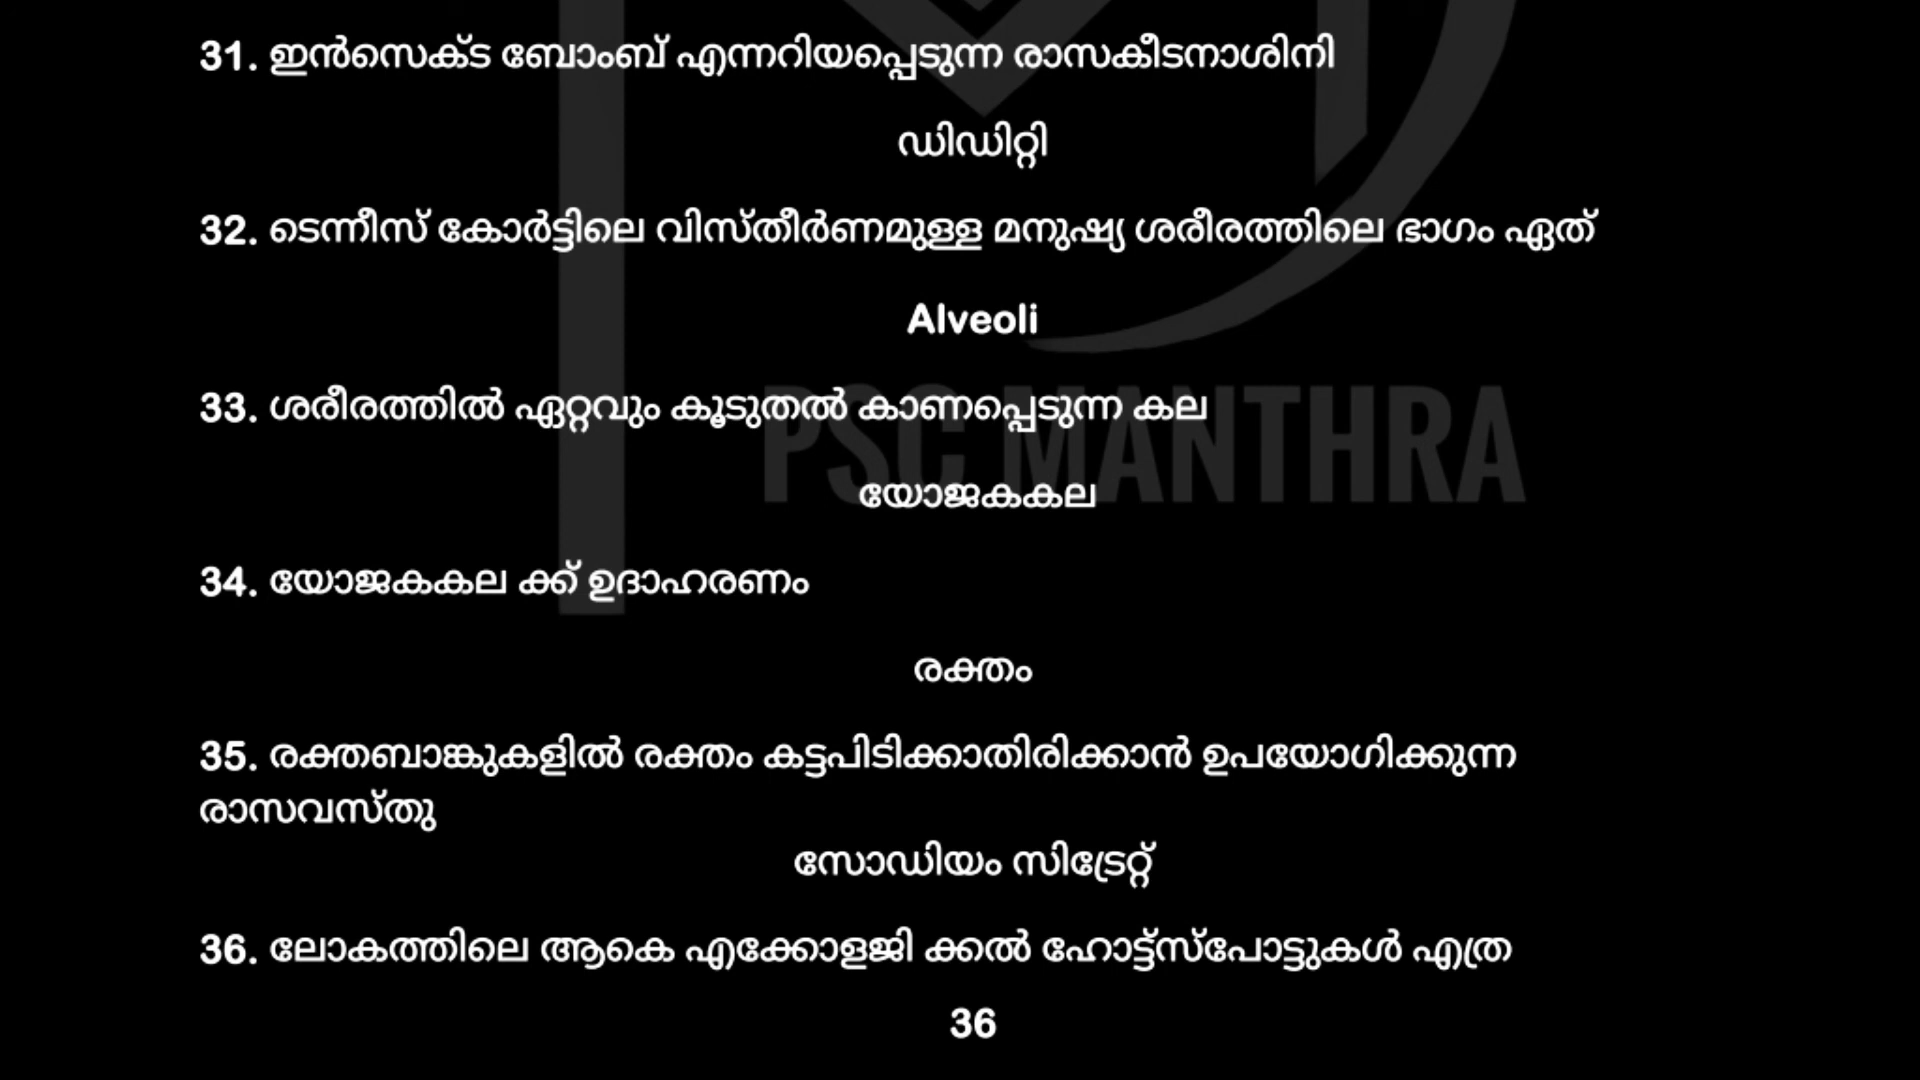 31. ഇൻസെക്ട ബോംബ് എന്നറിയപ്പെടുന്ന രാസകീടനാശിനി
ഡിഡിറ്റി
32. ടെന്നീസ് കോർട്ടിലെ വിസ്തീർണമുള്ള മനുഷ്യ ശരീരത്തിലെ ഭാഗം ഏത്
Alveoli
33. ശരീരത്തിൽ ഏറ്റവും കൂടുതൽ കാണപ്പെടുന്ന കല
PSC MANTHRA
യോജകകല
34. യോജകകല ക്ക് ഉദാഹരണം
രക്തം
35. രക്തബാങ്കുകളിൽ രക്തം കട്ടപിടിക്കാതിരിക്കാൻ ഉപയോഗിക്കുന്ന
രാസവസ്തു
സോഡിയം സിട്രേറ്റ്
36. ലോകത്തിലെ ആകെ എക്കോളജി ക്കൽ ഹോട്ട്സ്പോട്ടുകൾ എത്ര
36